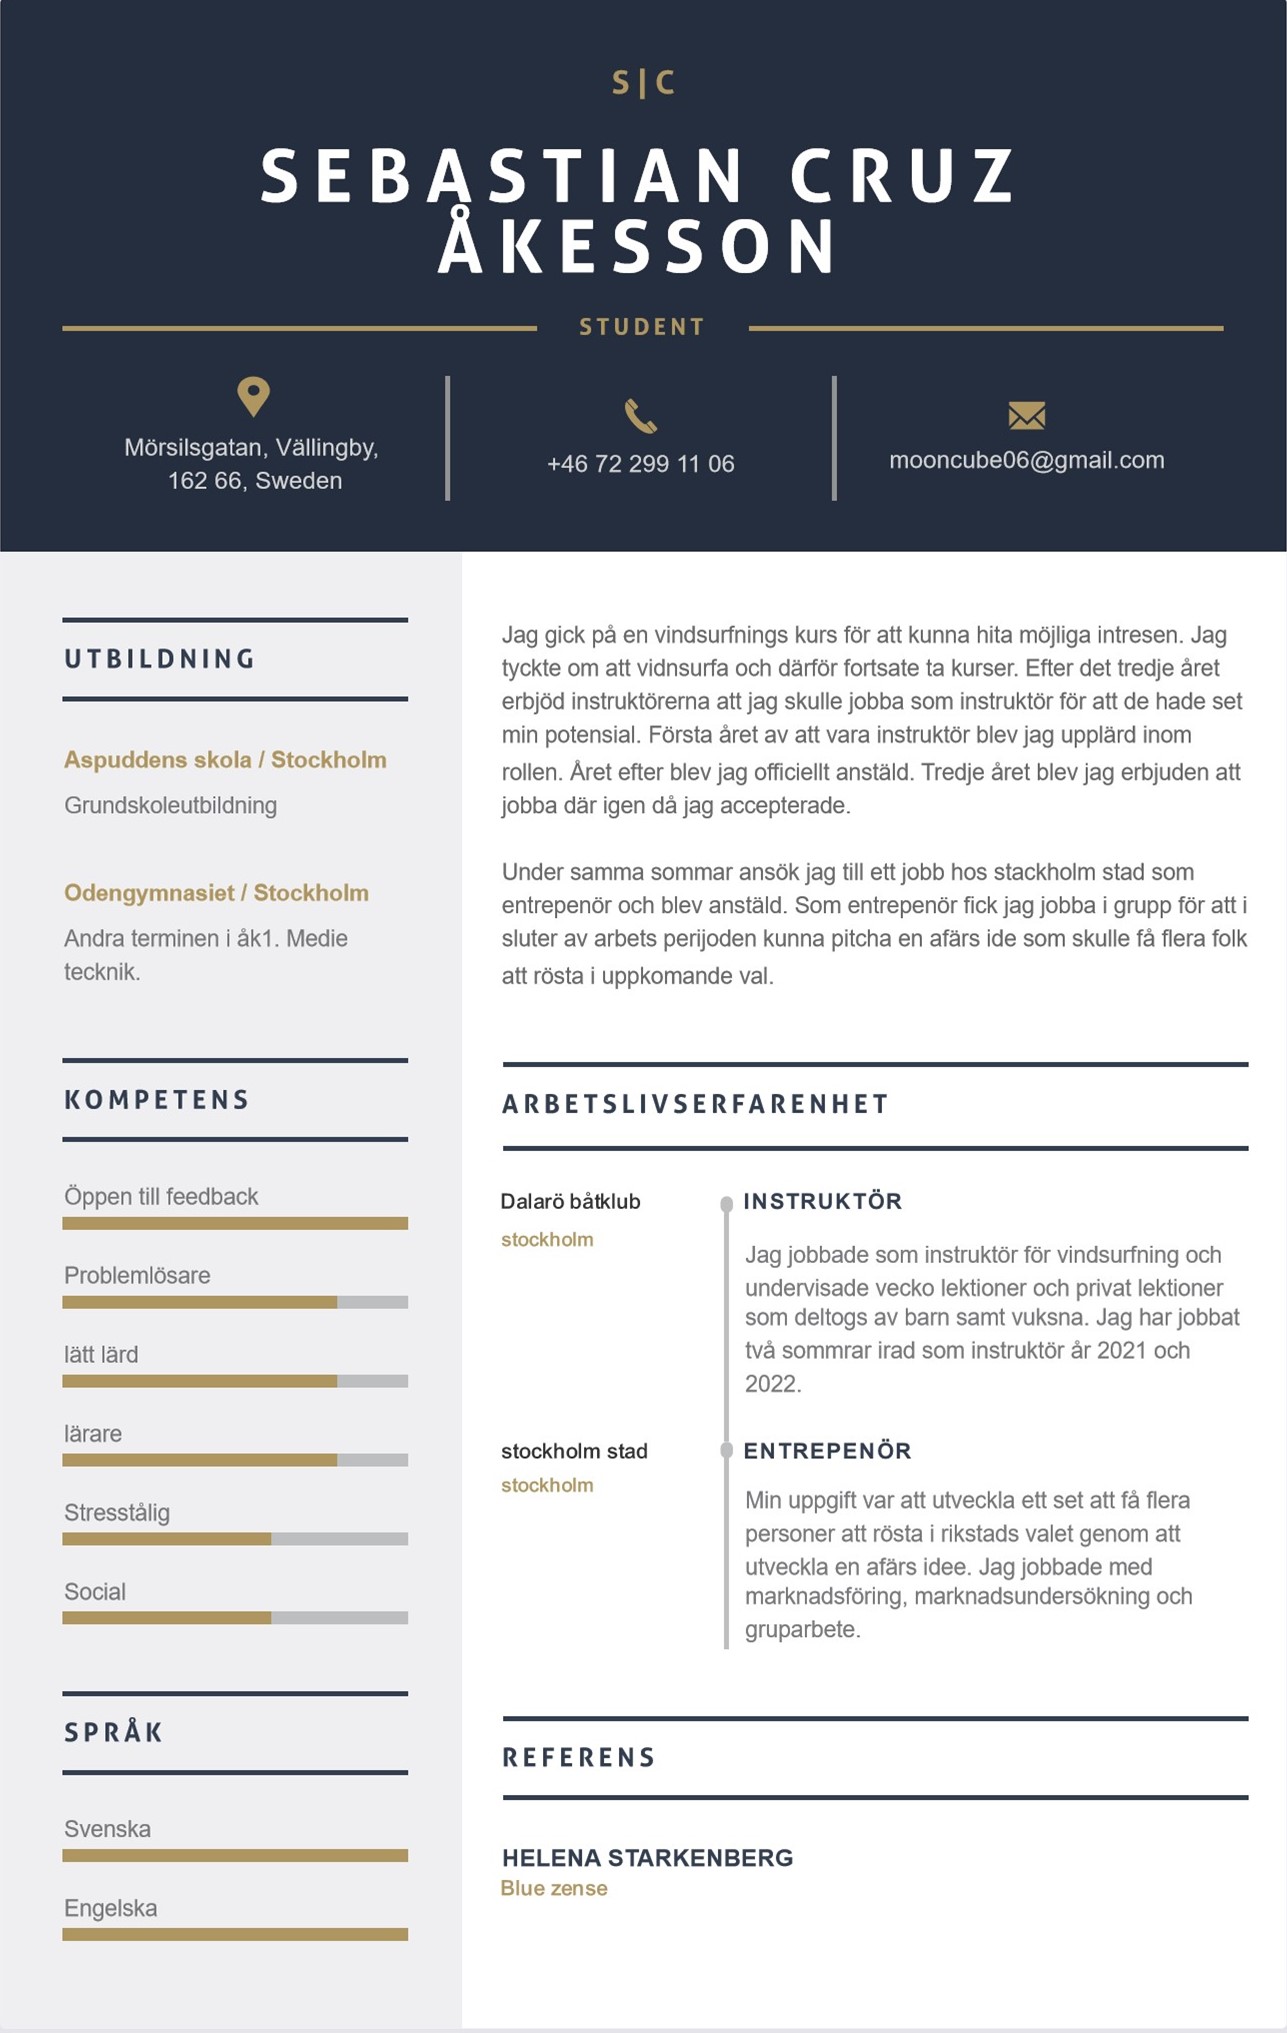 S|C
SEBASTIAN CRUZ
ÅKESSON
STUDENT
Mörsilsgatan, Vällingby,
162 66, Sweden
+46 72 299 11 06
mooncube06@gmail.com
UTBILDNING
Aspuddens skola / Stockholm
Grundskoleutbildning
Odengymnasiet / Stockholm
Andra terminen i åk1. Medie
tecknik.
KOMPETENS
Öppen till feedback
Problemlösare
lätt lärd
lärare
Stresstålig
Social
SPRÅK
Svenska
Engelska
Jag gick på en vindsurfnings kurs för att kunna hita möjliga intresen. Jag
tyckte om att vidnsurfa och därför fortsate ta kurser. Efter det tredje året
erbjöd instruktörerna att jag skulle jobba som instruktör för att de hade set
min potensial. Första året av att vara instruktör blev jag upplärd inom
rollen. Året efter blev jag officiellt anstäld. Tredje året blev jag erbjuden att
jobba där igen då jag accepterade.
Under samma sommar ansök jag till ett jobb hos stackholm stad som
entrepenör och blev anstäld. Som entrepenör fick jag jobba i grupp för att i
sluter av arbets perijoden kunna pitcha en afärs ide som skulle få flera folk
att rösta i uppkomande val.
ARBETSLIVSERFARENHET
Dalarö båtklub
stockholm
INSTRUKTÖR
Jag jobbade som instruktör för vindsurfning och
undervisade vecko lektioner och privat lektioner
som deltogs av barn samt vuksna. Jag har jobbat
två sommrar irad som instruktör år 2021 och
2022.
stockholm stad
stockholm
ENTREPENÖR
Min uppgift var att utveckla ett set att få flera
personer att rösta i rikstads valet genom att
utveckla en afärs idee. Jag jobbade med
marknadsföring, marknadsundersökning och
gruparbete.
REFERENS
HELENA STARKENBERG
Blue zense